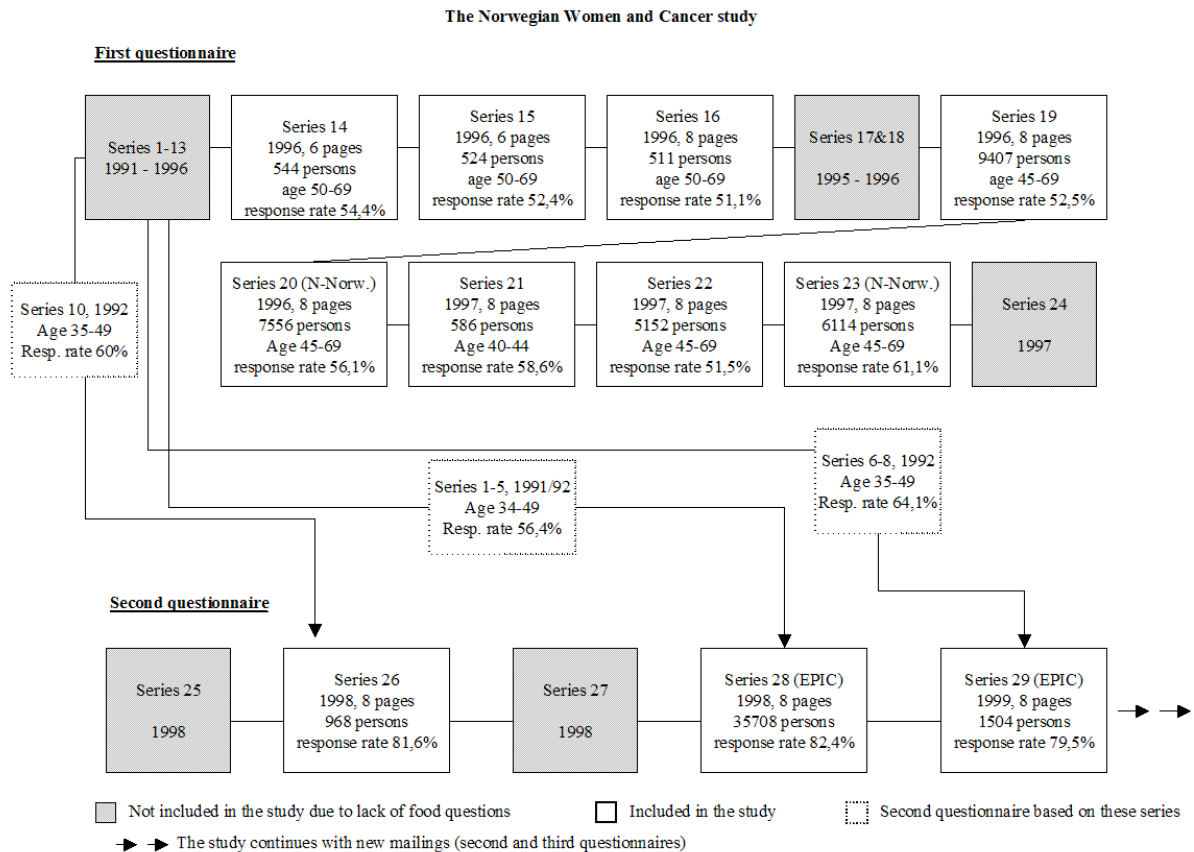 The Norwegian Women and Cancer study
First questionnaire
Series 1-13
1991 - 1996
Series 14
1996, 6 pages
544 persons
age 50-69
response rate 54,4%
Series 15
1996, 6 pages
524 persons
age 50-69
response rate 52,4%
Series 16
1996, 8 pages
511 persons
age 50-69
response rate 51,1%
Series 17&18
1995 - 1996
Series 19
1996, 8 pages
9407 persons
age 45-69
response rate 52,5%
Series 10, 1992
Age 35-49
Resp. rate 60%
Series 20 (N-Norw.)
1996, 8 pages
7556 persons
Age 45-69
response rate 56,1%
Series 21
1997, 8 pages
586 persons
Age 40-44
response rate 58,6%
Series 22
1997, 8 pages
5152 persons
Age 45-69
response rate 51,5%
Series 23 (N-Norw.)
1997, 8 pages
6114 persons
Age 45-69
response rate 61,1%
Series 24
1997
Series 1-5, 1991/92
Age 34-49
Resp. rate 56,4%
Series 6-8, 1992
Age 35-49
Resp. rate 64,1%
Second questionnaire
Series 25
1998
Series 26
1998, 8 pages
968 persons
response rate 81,6%
Series 27
1998
Series 28 (EPIC)
1998, 8 pages
35708 persons
response rate 82,4%
Series 29 (EPIC)
1999, 8 pages
1504 persons
response rate 79,5%
Not included in the study due to lack of food questions
Included in the study
Second questionnaire based on these series
The study continues with new mailings (second and third questionnaires)